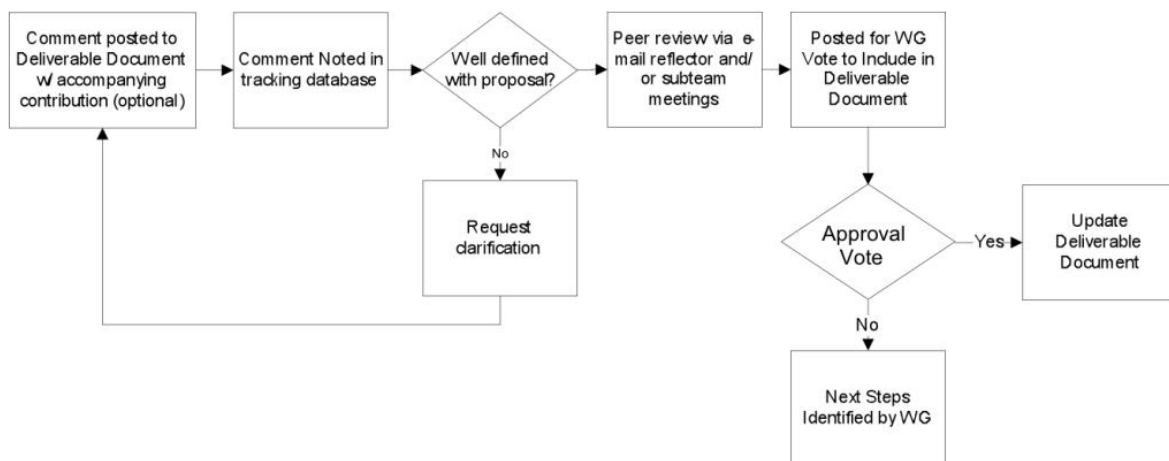 Comment posted to
Deliverable Document
w/ accompanying
contribution (optional)
Comment Noted in
tracking database
Well defined
with proposal?
Peer review via e-
mail reflector and/
or subteam
meetings
Posted for WG
Vote to Include in
Deliverable
Document
No
Request
clarification
Approval
Vote
Yes
Update
Deliverable
Document
No
Next Steps
Identified by WG